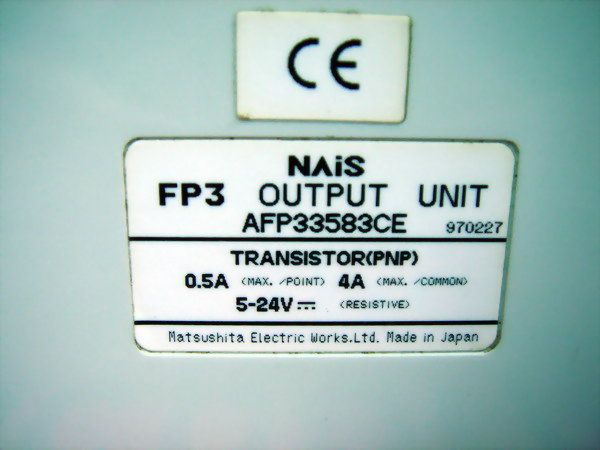 CE
NAiS
FP3 OUTPUT UNIT
AFP33583CE 970227
TRANSISTOR(PNP)
0.5A (MAX. /POINT) 4A (MAX. /COMMON)
5-24V⎓ (RESISTIVE)
Matsushita Electric Works.Ltd. Made in Japan